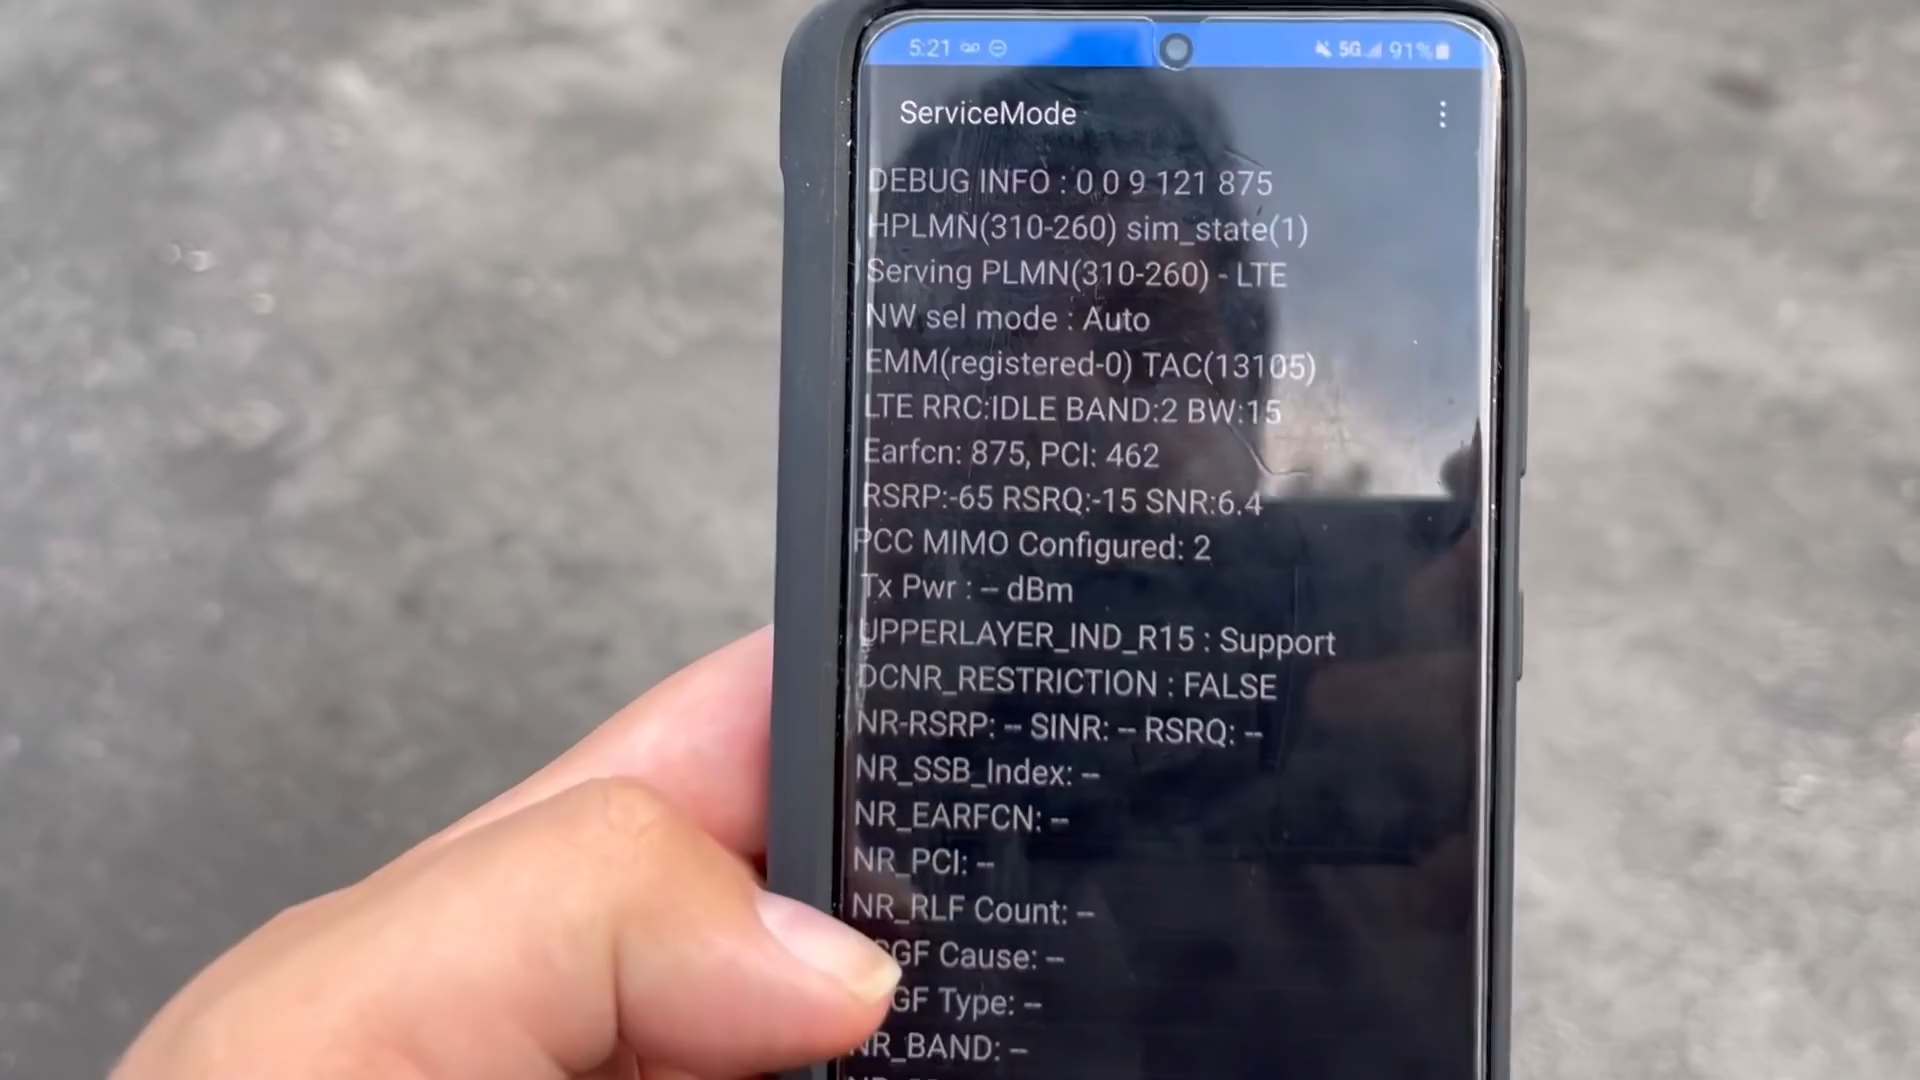 5:21 5G 91%
ServiceMode
DEBUG INFO : 0 0 9 121 875
HPLMN(310-260) sim_state(1)
Serving PLMN(310-260) - LTE
NW sel mode : Auto
EMM(registered-0) TAC(13105)
LTE RRC:IDLE BAND:2 BW:15
Earfcn: 875, PCI: 462
RSRP:-65 RSRQ:-15 SNR:6.4
PCC MIMO Configured: 2
Tx Pwr : -- dBm
UPPERLAYER_IND_R15 : Support
DCNR_RESTRICTION : FALSE
NR-RSRP: -- SINR: -- RSRQ: --
NR_SSB_Index: --
NR_EARFCN: --
NR_PCI: --
NR_RLF Count: --
Cause: --
Type: --
NR_BAND: --